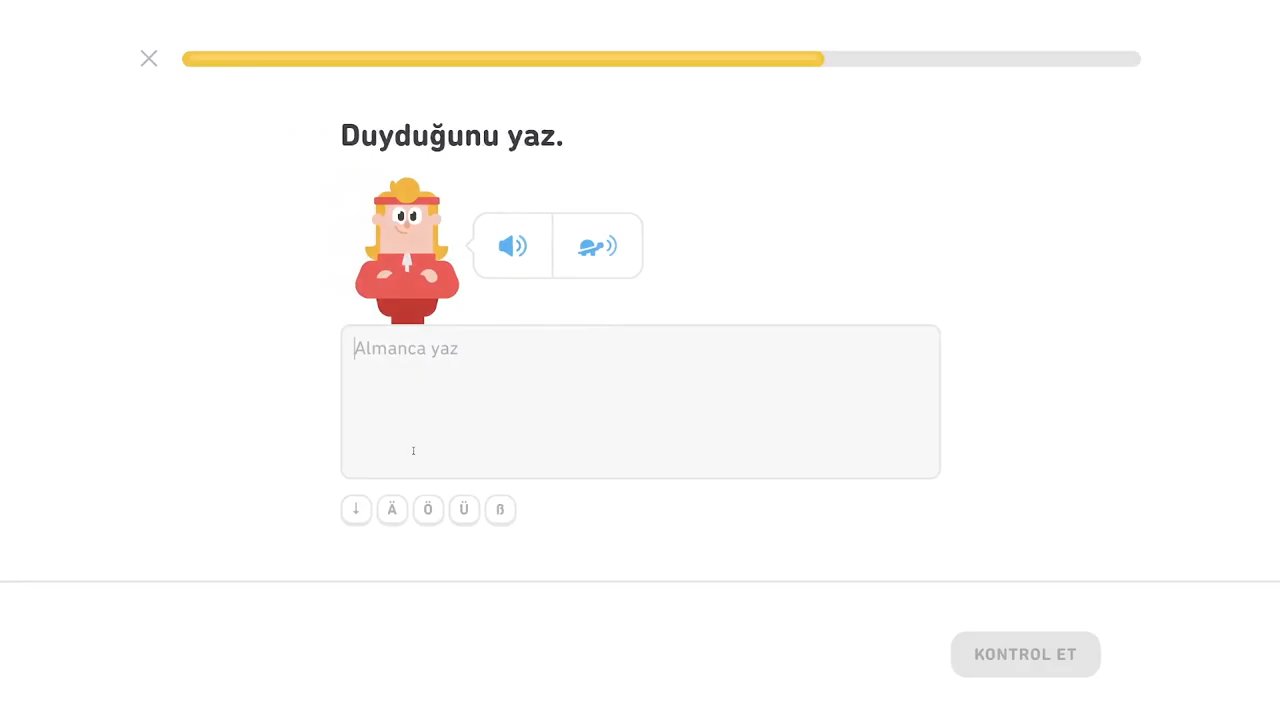 Duyduğunu yaz.
Almanca yaz
↓ Ä Ö Ü ß
KONTROL ET